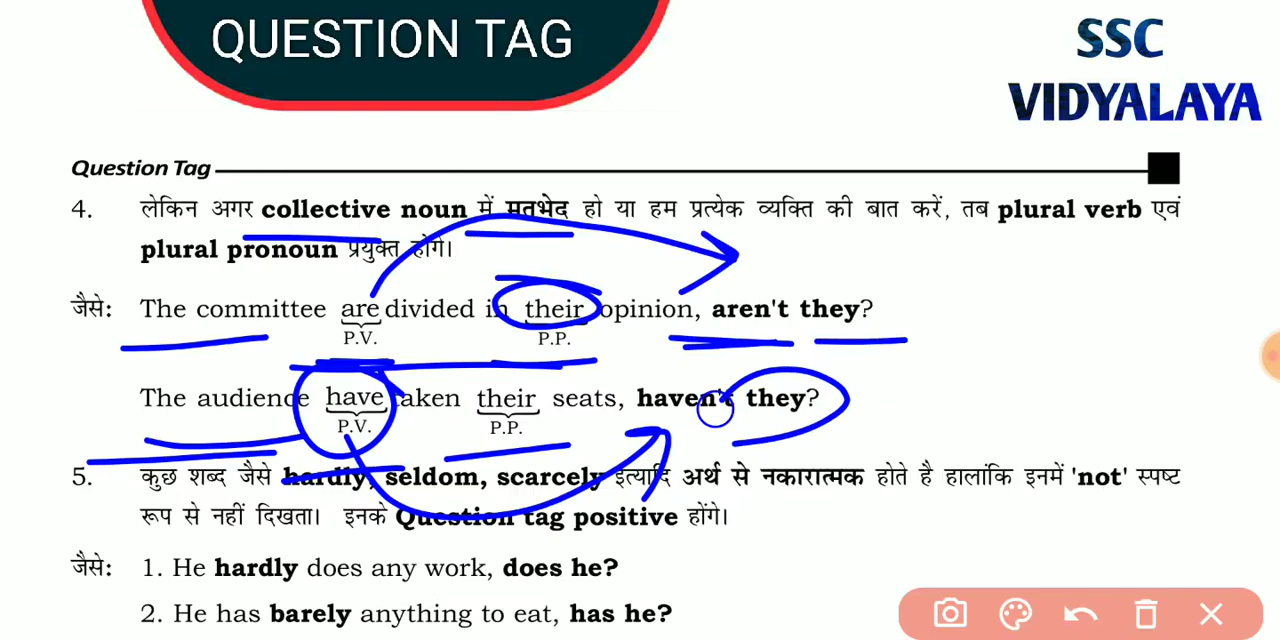 QUESTION TAG
SSC
VIDYALAYA
Question Tag
4. लेकिन अगर collective noun में मतभेद हो या हम प्रत्येक व्यक्ति की बात करें, तब plural verb एवं
plural pronoun प्रयुक्त होंगे।
जैसे: The committee are divided in their opinion, aren't they?
P.V. P.P.
The audience have taken their seats, haven't they?
P.V. P.P.
5. कुछ शब्द जैसे hardly, seldom, scarcely इत्यादि अर्थ से नकारात्मक होते है हालांकि इनमें 'not' स्पष्ट
रूप से नहीं दिखता। इनके Question tag positive होंगे।
जैसे: 1. He hardly does any work, does he?
2. He has barely anything to eat, has he?